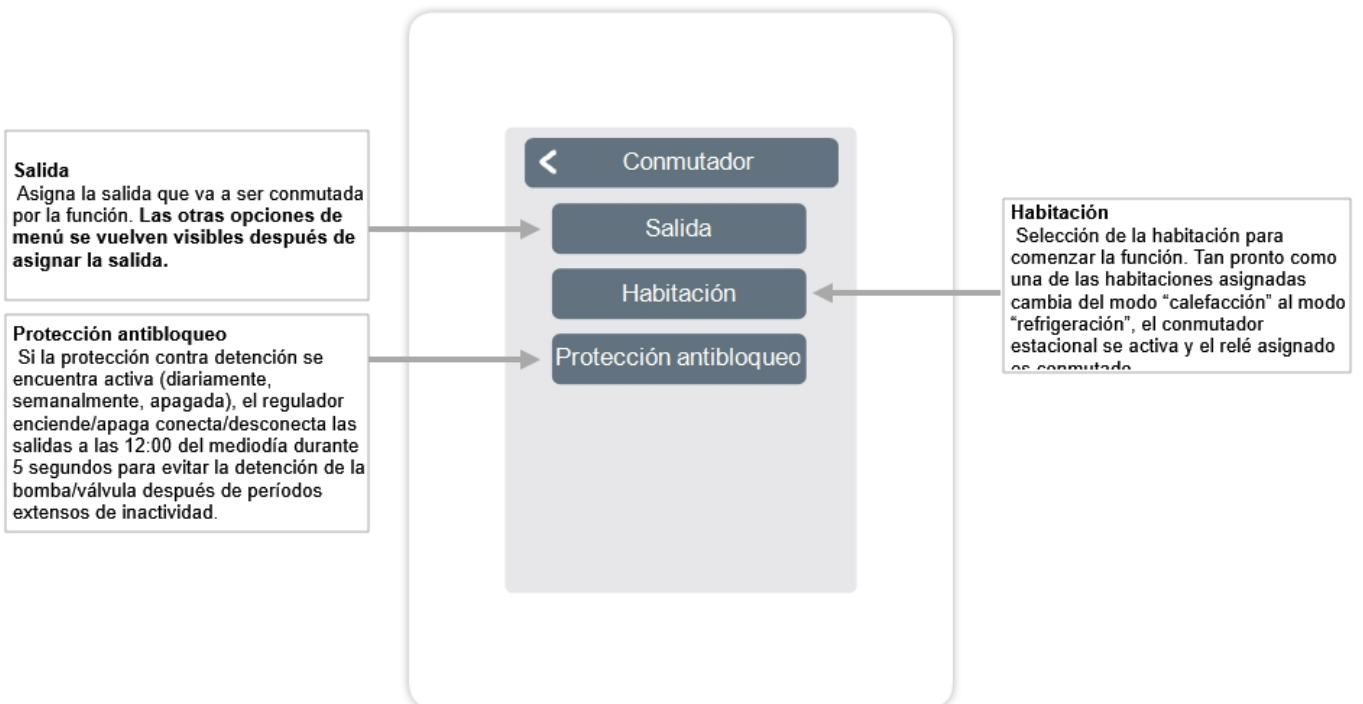 Salida
Asigna la salida que va a ser conmutada
por la función. Las otras opciones de
menú se vuelven visibles después de
asignar la salida.
Protección antibloqueo
Si la protección contra detención se
encuentra activa (diariamente,
semanalmente, apagada), el regulador
enciende/apaga conecta/desconecta las
salidas a las 12:00 del mediodía durante
5 segundos para evitar la detención de la
bomba/válvula después de períodos
extensos de inactividad.
Conmutador
Salida
Habitación
Protección antibloqueo
Habitación
Selección de la habitación para
comenzar la función. Tan pronto como
una de las habitaciones asignadas
cambia del modo “calefacción” al modo
“refrigeración”, el conmutador
estacional se activa y el relé asignado
es conmutado